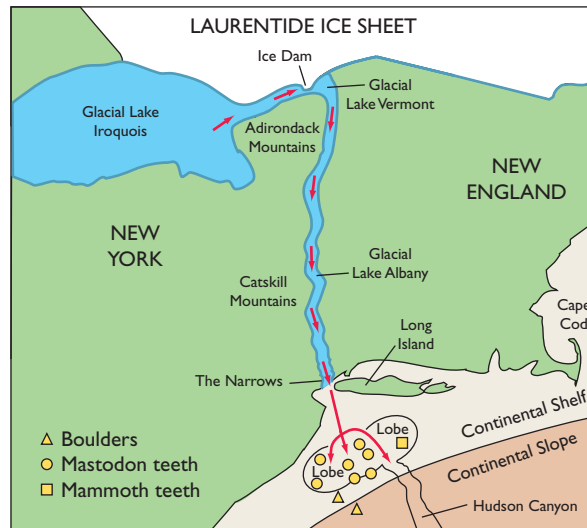 LAURENTIDE ICE SHEET
Ice Dam
Glacial
Lake Vermont
Glacial Lake
Iroquois
Adirondack
Mountains
NEW
ENGLAND
NEW
YORK
Glacial
Lake Albany
Catskill
Mountains
Cape
Cod
Long
Island
The Narrows
Continental Shelf
Lobe
Lobe
Continental Slope
Hudson Canyon
Boulders
Mastodon teeth
Mammoth teeth